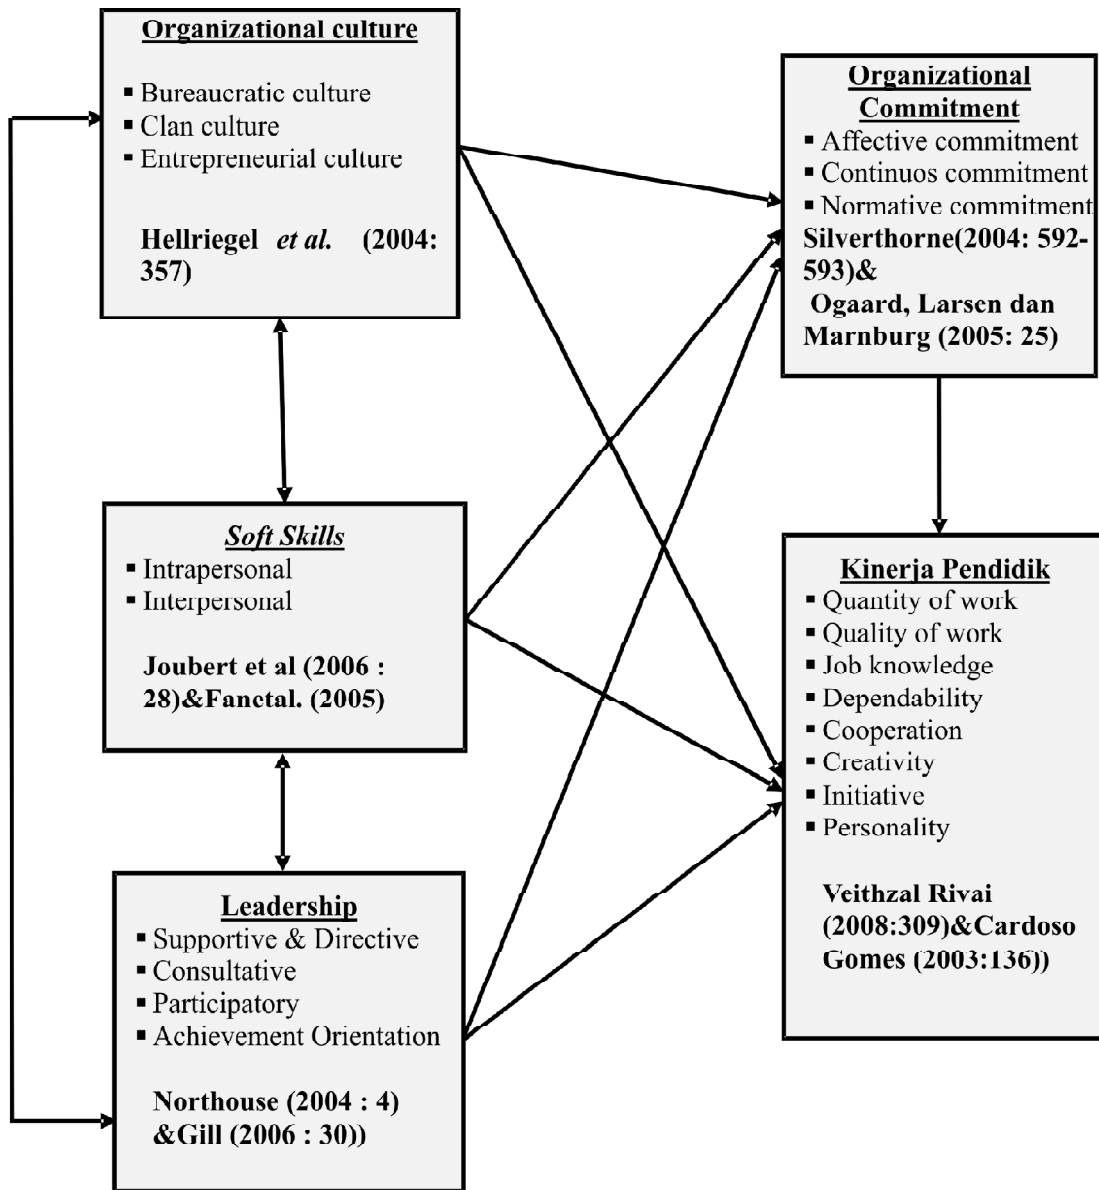 Organizational culture
▪ Bureaucratic culture
▪ Clan culture
▪ Entrepreneurial culture
Hellriegel et al. (2004:
357)
Soft Skills
▪ Intrapersonal
▪ Interpersonal
Joubert et al (2006 :
28)&Fanctal. (2005)
Leadership
▪ Supportive & Directive
▪ Consultative
▪ Participatory
▪ Achievement Orientation
Northouse (2004 : 4)
&Gill (2006 : 30))
Organizational
Commitment
▪ Affective commitment
▪ Continuos commitment
▪ Normative commitment
Silverthorne(2004: 592-
593)&
Ogaard, Larsen dan
Marnburg (2005: 25)
Kinerja Pendidik
▪ Quantity of work
▪ Quality of work
▪ Job knowledge
▪ Dependability
▪ Cooperation
▪ Creativity
▪ Initiative
▪ Personality
Veithzal Rivai
(2008:309)&Cardoso
Gomes (2003:136))